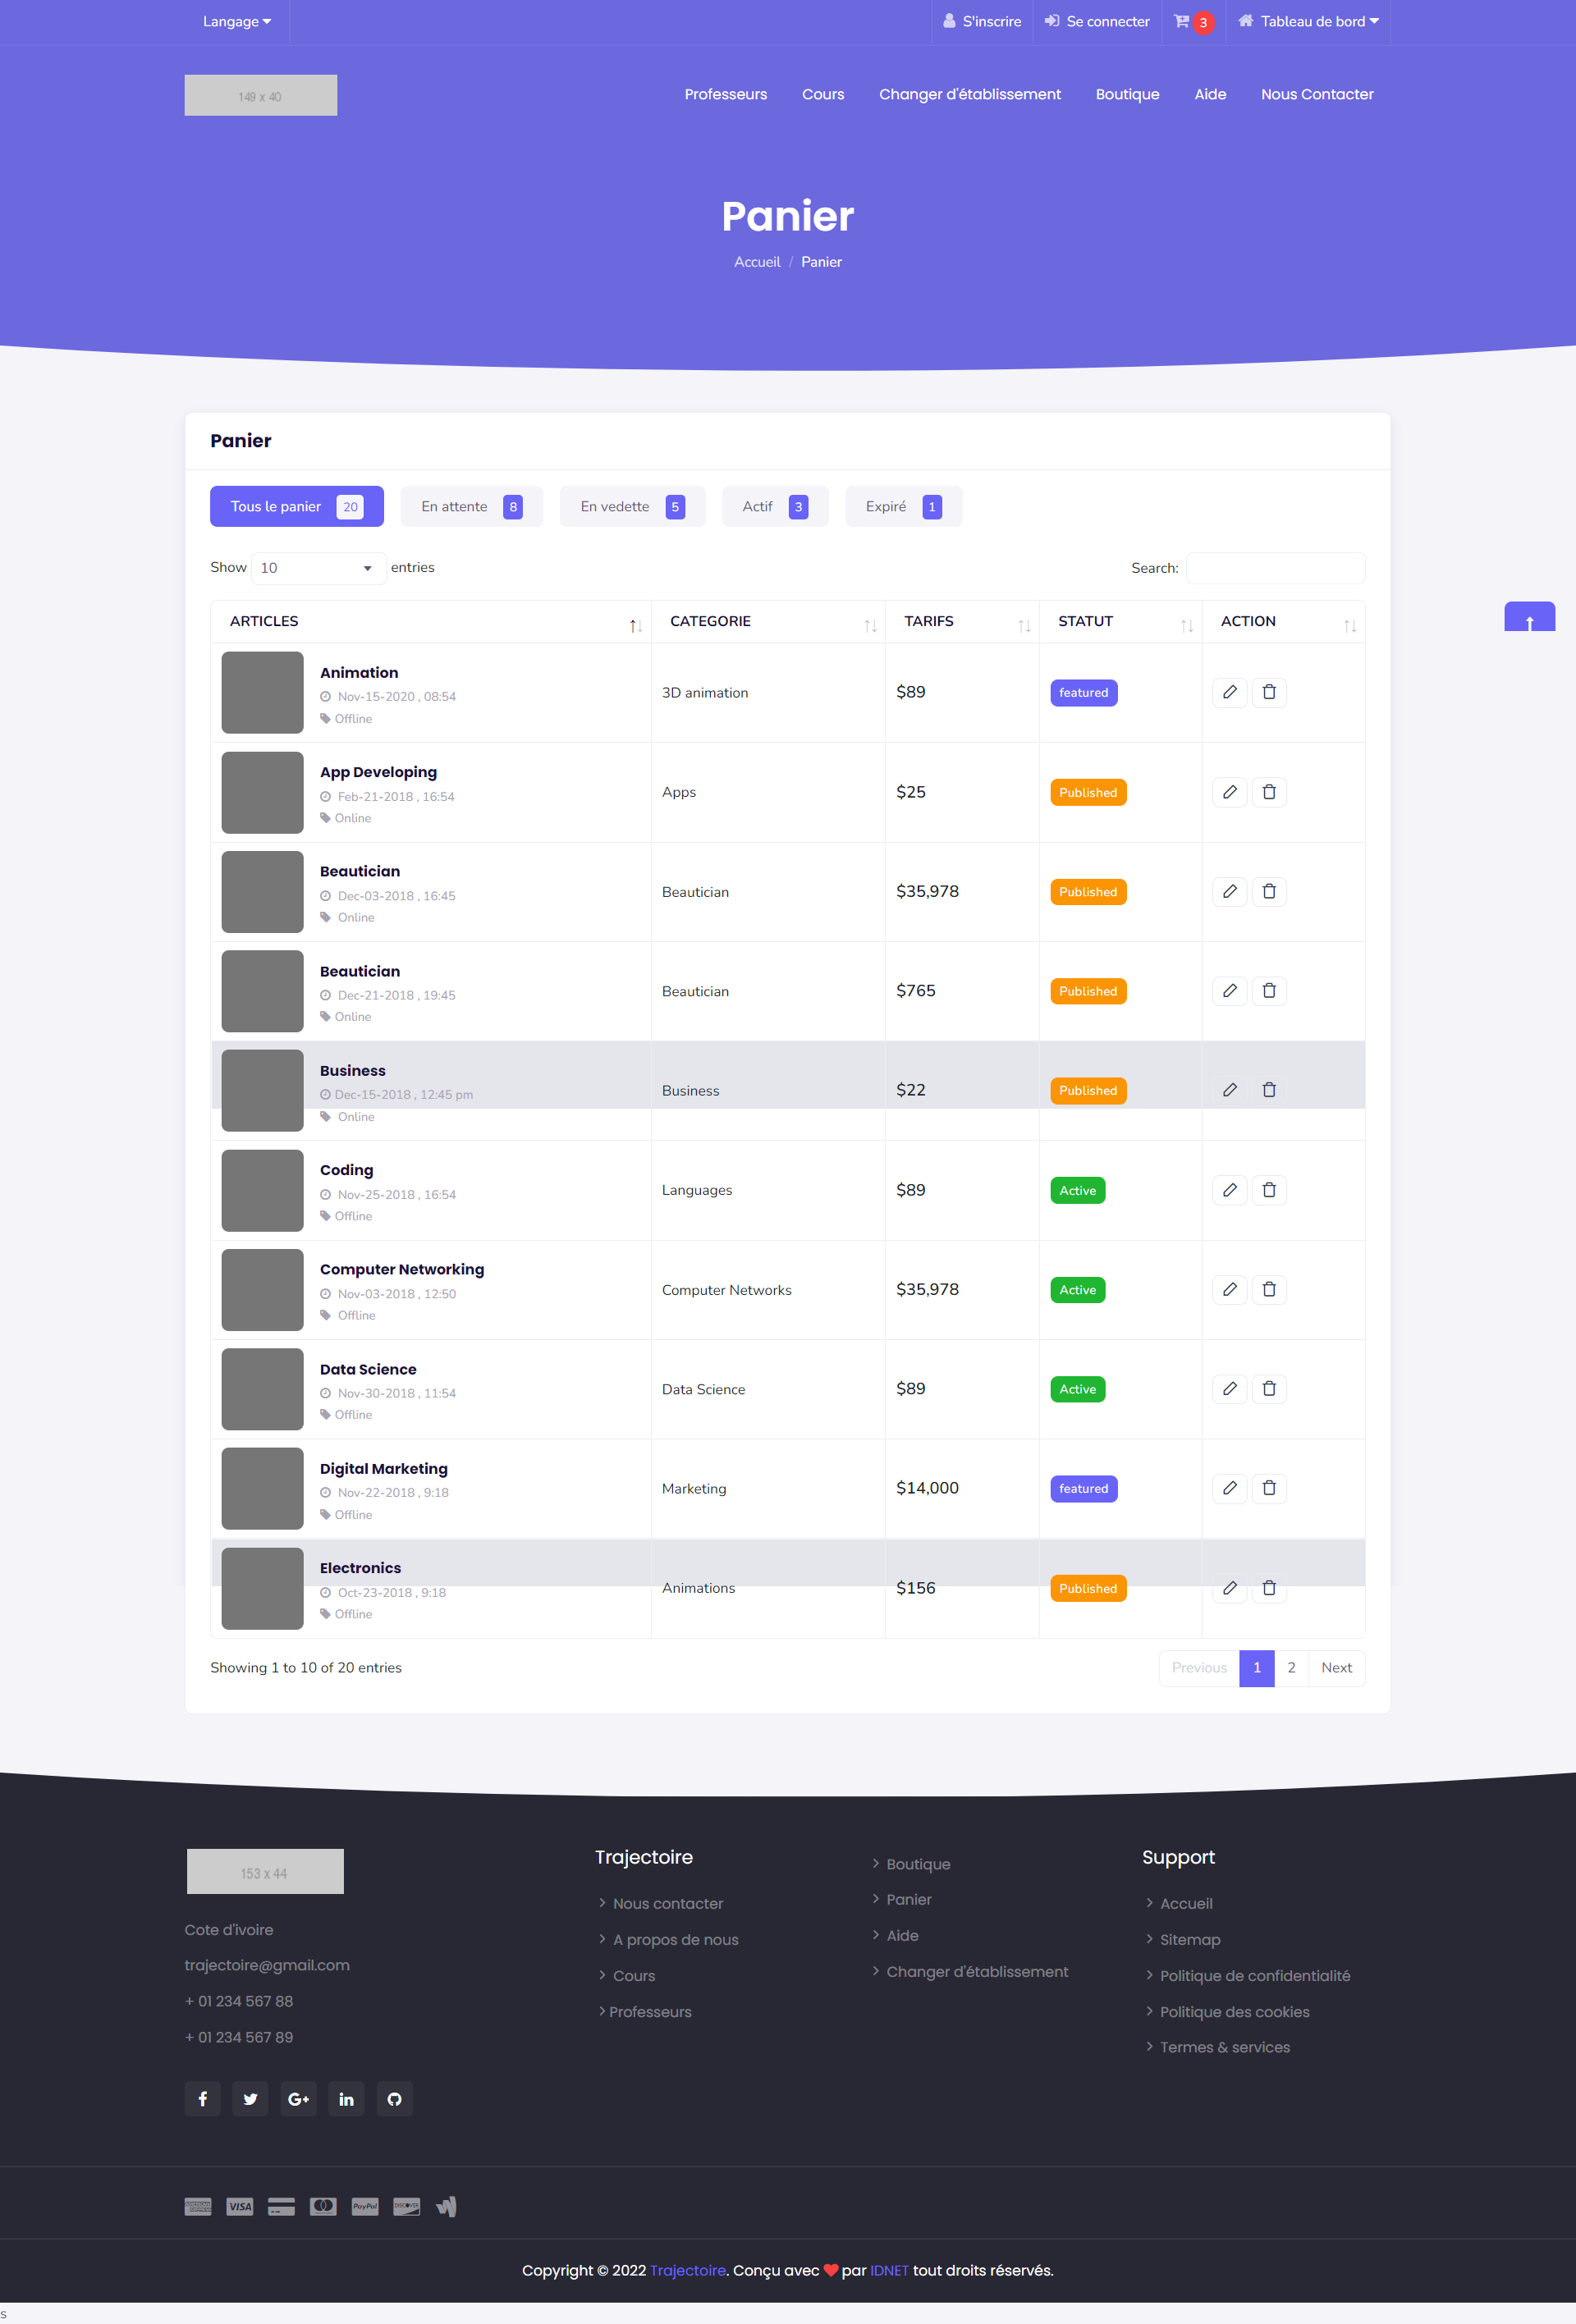 Langage
S'inscrire
Se connecter
3
Tableau de bord
149 x 40
Professeurs
Cours
Changer d'établissement
Boutique
Aide
Nous Contacter
Panier
Accueil / Panier
Panier
Tous le panier 20
En attente 8
En vedette 5
Actif 3
Expiré 1
Show 10 entries
Search:
ARTICLES CATEGORIE TARIFS STATUT ACTION
Animation
Nov-15-2020 , 08:54
Offline
3D animation
$89
featured
App Developing
Feb-21-2018 , 16:54
Online
Apps
$25
Published
Beautician
Dec-03-2018 , 16:45
Online
Beautician
$35,978
Published
Beautician
Dec-21-2018 , 19:45
Online
Beautician
$765
Published
Business
Dec-15-2018 , 12:45 pm
Online
Business
$22
Published
Coding
Nov-25-2018 , 16:54
Offline
Languages
$89
Active
Computer Networking
Nov-03-2018 , 12:50
Offline
Computer Networks
$35,978
Active
Data Science
Nov-30-2018 , 11:54
Offline
Data Science
$89
Active
Digital Marketing
Nov-22-2018 , 9:18
Offline
Marketing
$14,000
featured
Electronics
Oct-23-2018 , 9:18
Offline
Animations
$156
Published
Showing 1 to 10 of 20 entries
Previous 1 2 Next
153 x 44
Cote d'ivoire
trajectoire@gmail.com
+ 01 234 567 88
+ 01 234 567 89
Trajectoire
Nous contacter
A propos de nous
Cours
Professeurs
Boutique
Panier
Aide
Changer d'établissement
Support
Accueil
Sitemap
Politique de confidentialité
Politique des cookies
Termes & services
VISA
PayPal
DISCOVER
Copyright © 2022 Trajectoire. Conçu avec par IDNET tout droits réservés.
s